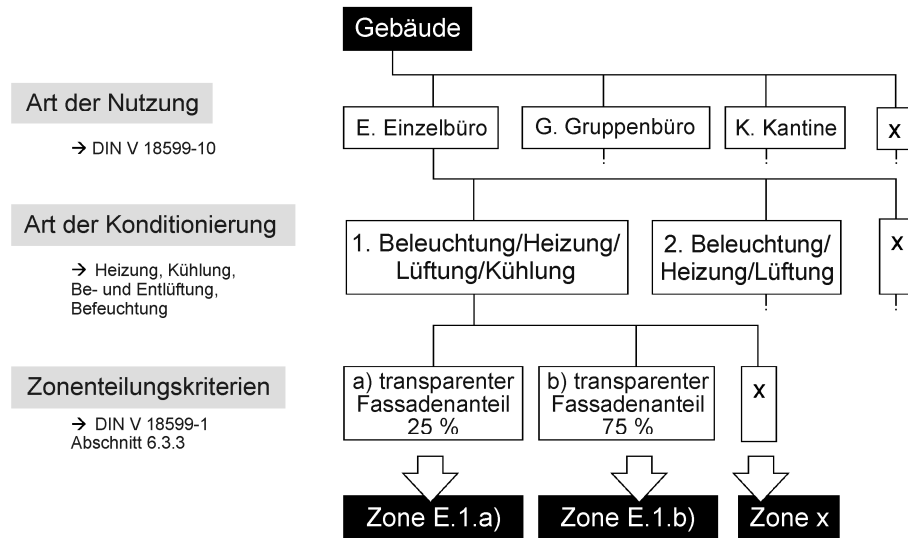 Gebäude
Art der Nutzung
→ DIN V 18599-10
E. Einzelbüro
G. Gruppenbüro
K. Kantine
x
Art der Konditionierung
→ Heizung, Kühlung,
Be- und Entlüftung,
Befeuchtung
1. Beleuchtung/Heizung/
Lüftung/Kühlung
2. Beleuchtung/
Heizung/Lüftung
x
Zonenteilungskriterien
→ DIN V 18599-1
Abschnitt 6.3.3
a) transparenter
Fassadenanteil
25 %
b) transparenter
Fassadenanteil
75 %
x
Zone E.1.a)
Zone E.1.b)
Zone x